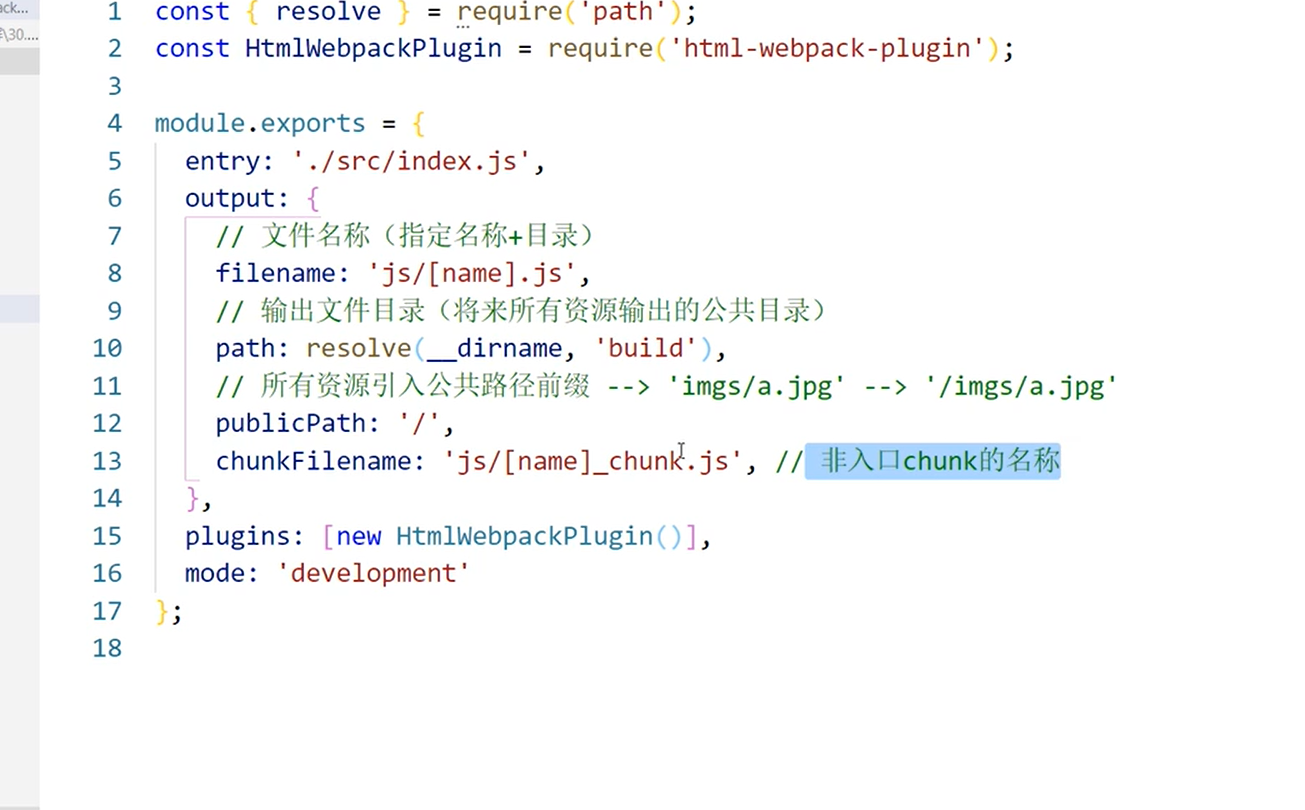 ack...
\30....
1 const { resolve } = require('path');
2 const HtmlWebpackPlugin = require('html-webpack-plugin');
3
4 module.exports = {
5 entry: './src/index.js',
6 output: {
7 // 文件名称（指定名称+目录）
8 filename: 'js/[name].js',
9 // 输出文件目录（将来所有资源输出的公共目录）
10 path: resolve(__dirname, 'build'),
11 // 所有资源引入公共路径前缀 --> 'imgs/a.jpg' --> '/imgs/a.jpg'
12 publicPath: '/',
13 chunkFilename: 'js/[name]_chunk.js', // 非入口chunk的名称
14 },
15 plugins: [new HtmlWebpackPlugin()],
16 mode: 'development'
17 };
18